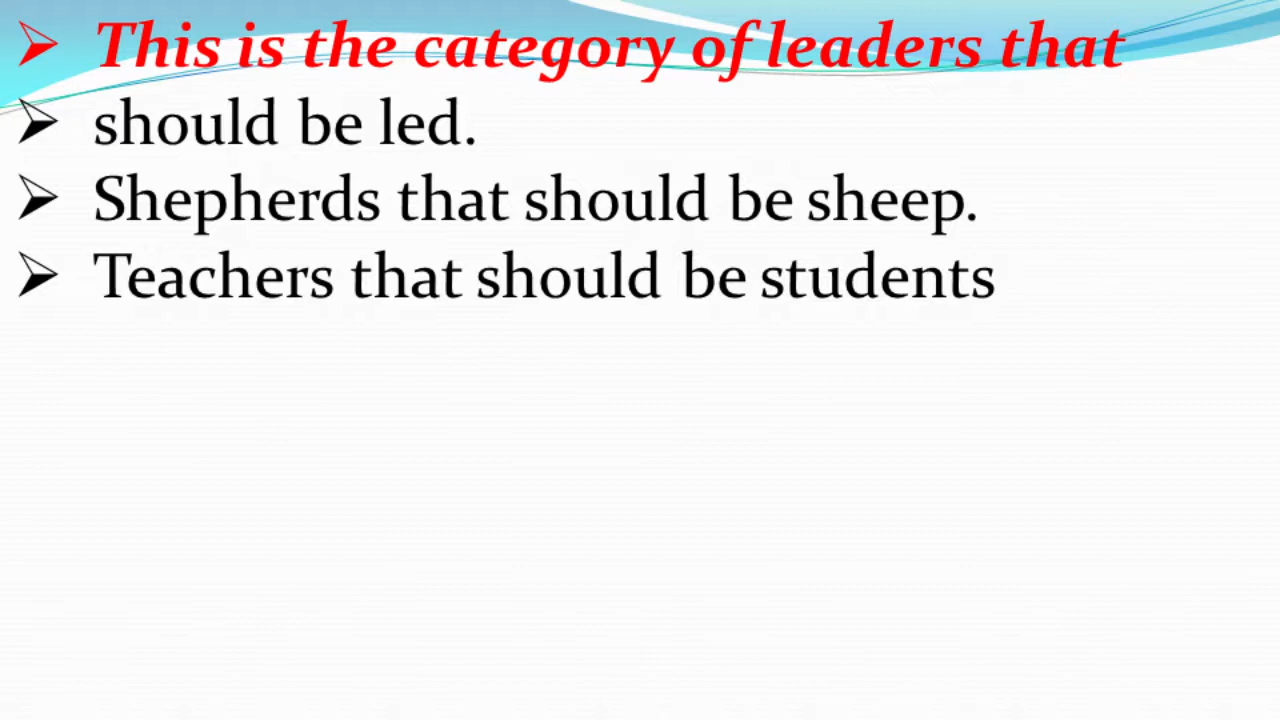 ➢ This is the category of leaders that
➢ should be led.
➢ Shepherds that should be sheep.
➢ Teachers that should be students